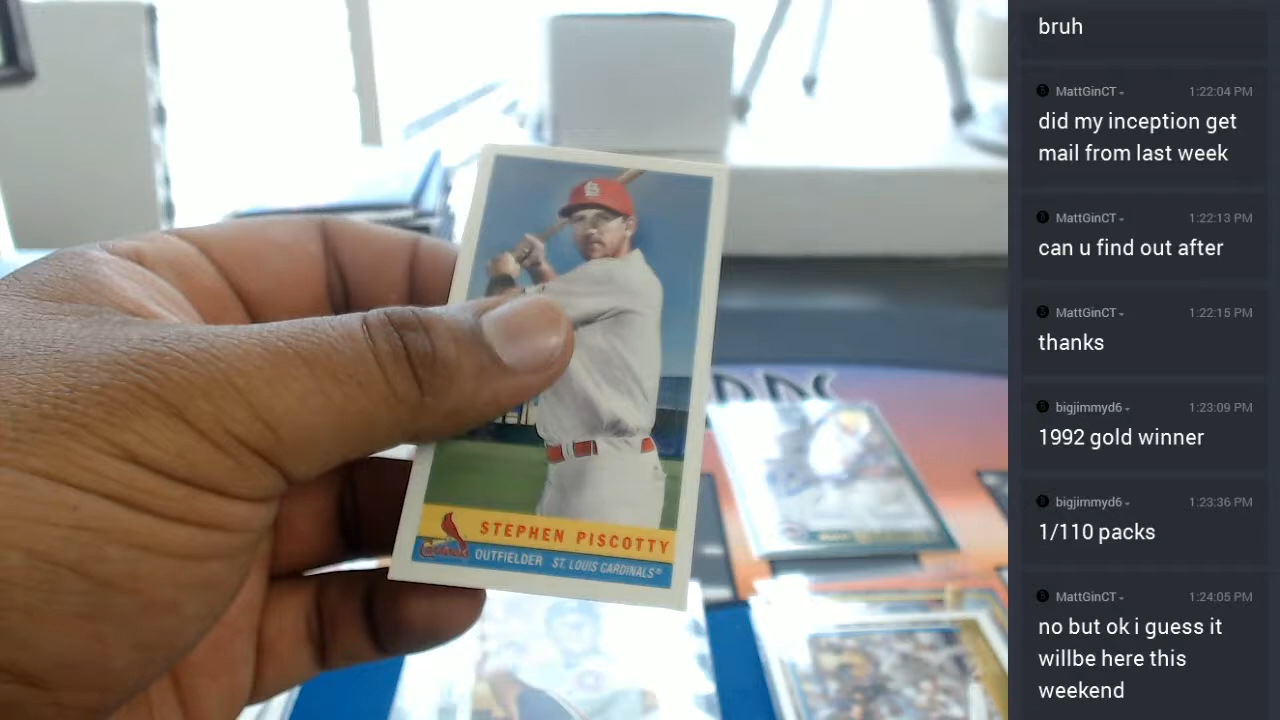 STEPHEN PISCOTTY
Cardinals OUTFIELDER ST. LOUIS CARDINALS®
bruh
MattGinCT 1:22:04 PM
did my inception get
mail from last week
MattGinCT 1:22:13 PM
can u find out after
MattGinCT 1:22:15 PM
thanks
bigjimmyd6 1:23:09 PM
1992 gold winner
bigjimmyd6 1:23:36 PM
1/110 packs
MattGinCT 1:24:05 PM
no but ok i guess it
willbe here this
weekend